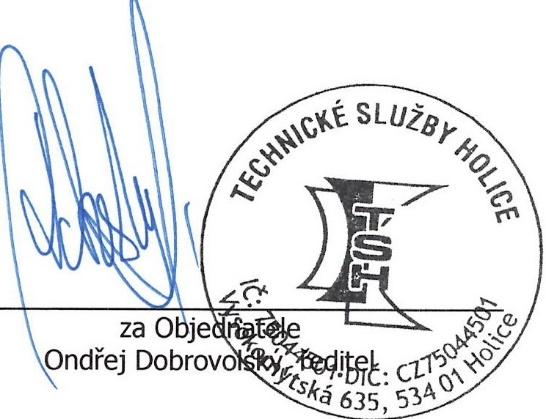 TECHNICKÉ SLUŽBY HOLICE
TSH
IČ: 75044501 DIČ: CZ75044501
Vysokomýtská 635, 534 01 Holice
za Objednatele
Ondřej Dobrovolský, ředitel